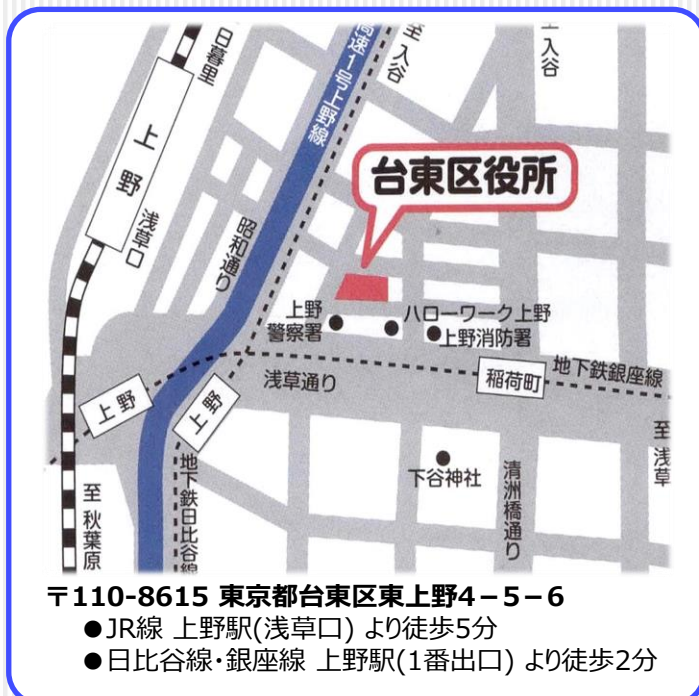 日暮里
上野
浅草口
高速1号上野線
至入谷
至入谷
台東区役所
昭和通り
上野
警察署
ハローワーク上野
上野消防署
上野
上野
浅草通り
稲荷町
地下鉄銀座線
至
浅草
下谷神社
清洲橋通り
地下鉄日比谷線
至
秋葉原
〒110-8615 東京都台東区東上野4－5－6
●JR線 上野駅(浅草口) より徒歩5分
●日比谷線・銀座線 上野駅(1番出口) より徒歩2分